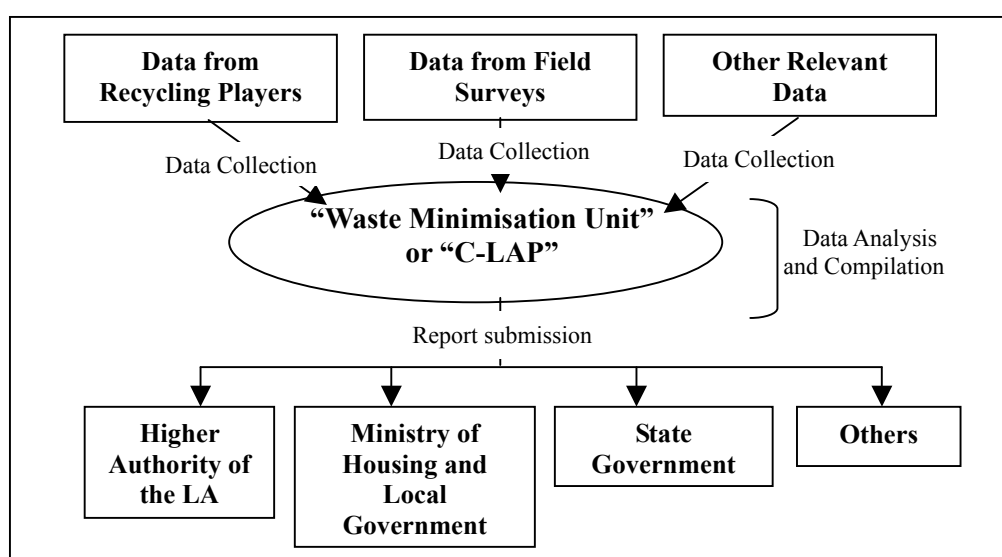 Data from
Recycling Players
Data from Field
Surveys
Other Relevant
Data
Data Collection
Data Collection
Data Collection
“Waste Minimisation Unit”
or “C-LAP”
Data Analysis
and Compilation
Report submission
Higher
Authority of
the LA
Ministry of
Housing and
Local
Government
State
Government
Others